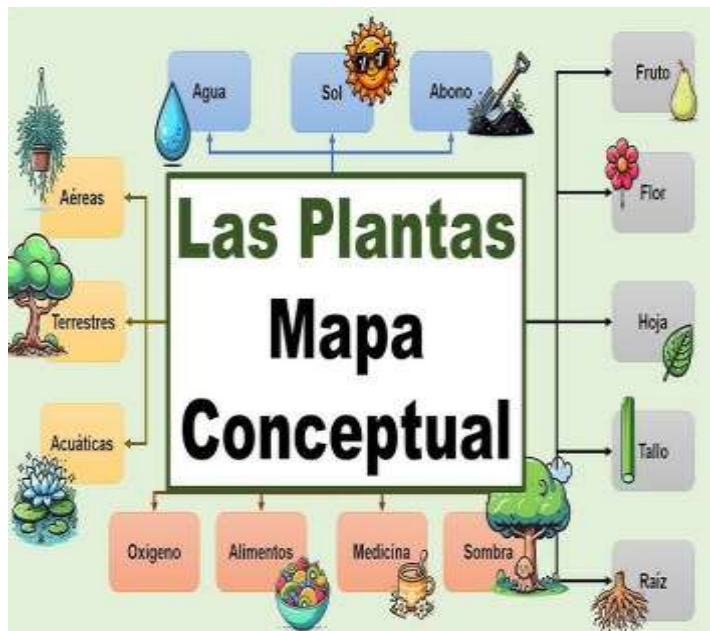 Agua
Sol
Abono
Fruto
Flor
Hoja
Tallo
Raíz
Aéreas
Terrestres
Acuáticas
Las Plantas
Mapa
Conceptual
Oxigeno
Alimentos
Medicina
Sombra